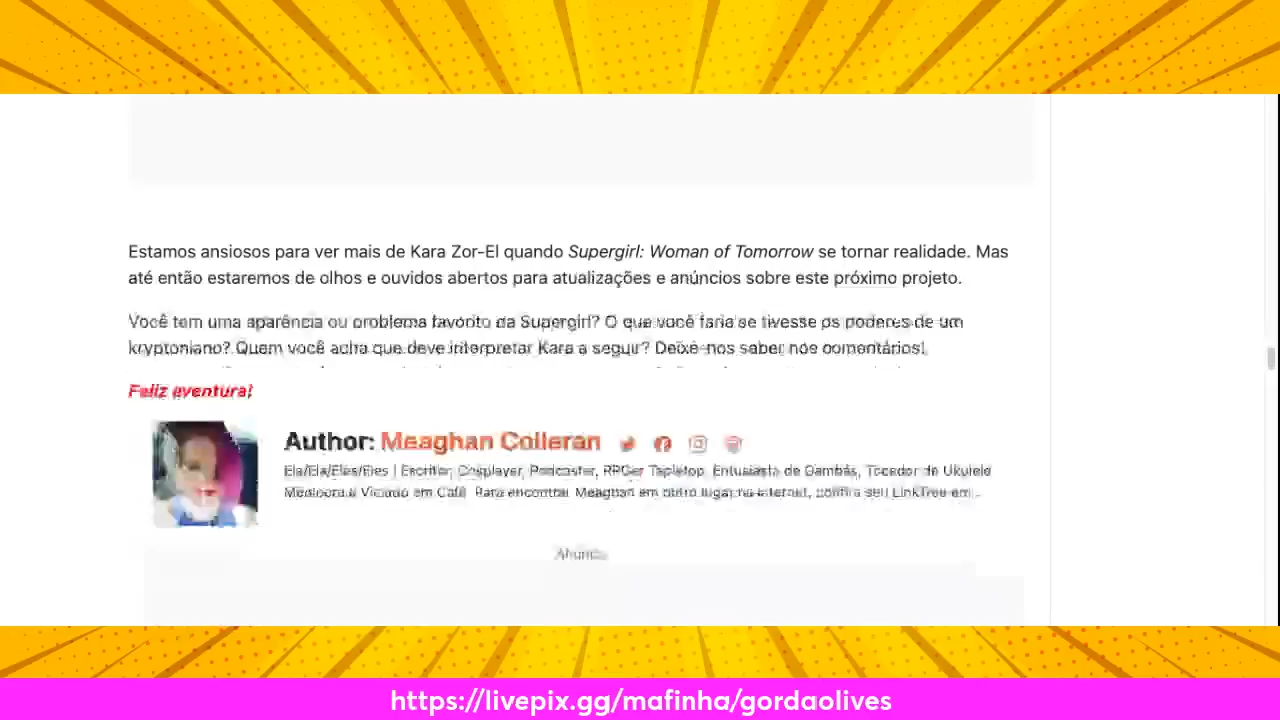 Estamos ansiosos para ver mais de Kara Zor-El quando Supergirl: Woman of Tomorrow se tornar realidade. Mas
até então estaremos de olhos e ouvidos abertos para atualizações e anúncios sobre este próximo projeto.
Você tem uma aparência ou problema favorito da Supergirl? O que você faria se tivesse os poderes de um
kryptoniano? Quem você acha que deve interpretar Kara a seguir? Deixe-nos saber nos comentários!
Feliz aventura!
Author: Meaghan Colleran
Ela/Ela/Eles/Eles | Escritor, Cosplayer, Podcaster, RPGer Tabletop, Entusiasta de Gambás, Tocador de Ukulele
Medíocre e Viciado em Café. Para encontrar Meaghan em outro lugar na internet, confira seu LinkTree em...
Anúncio
https://livepix.gg/mafinha/gordaolives